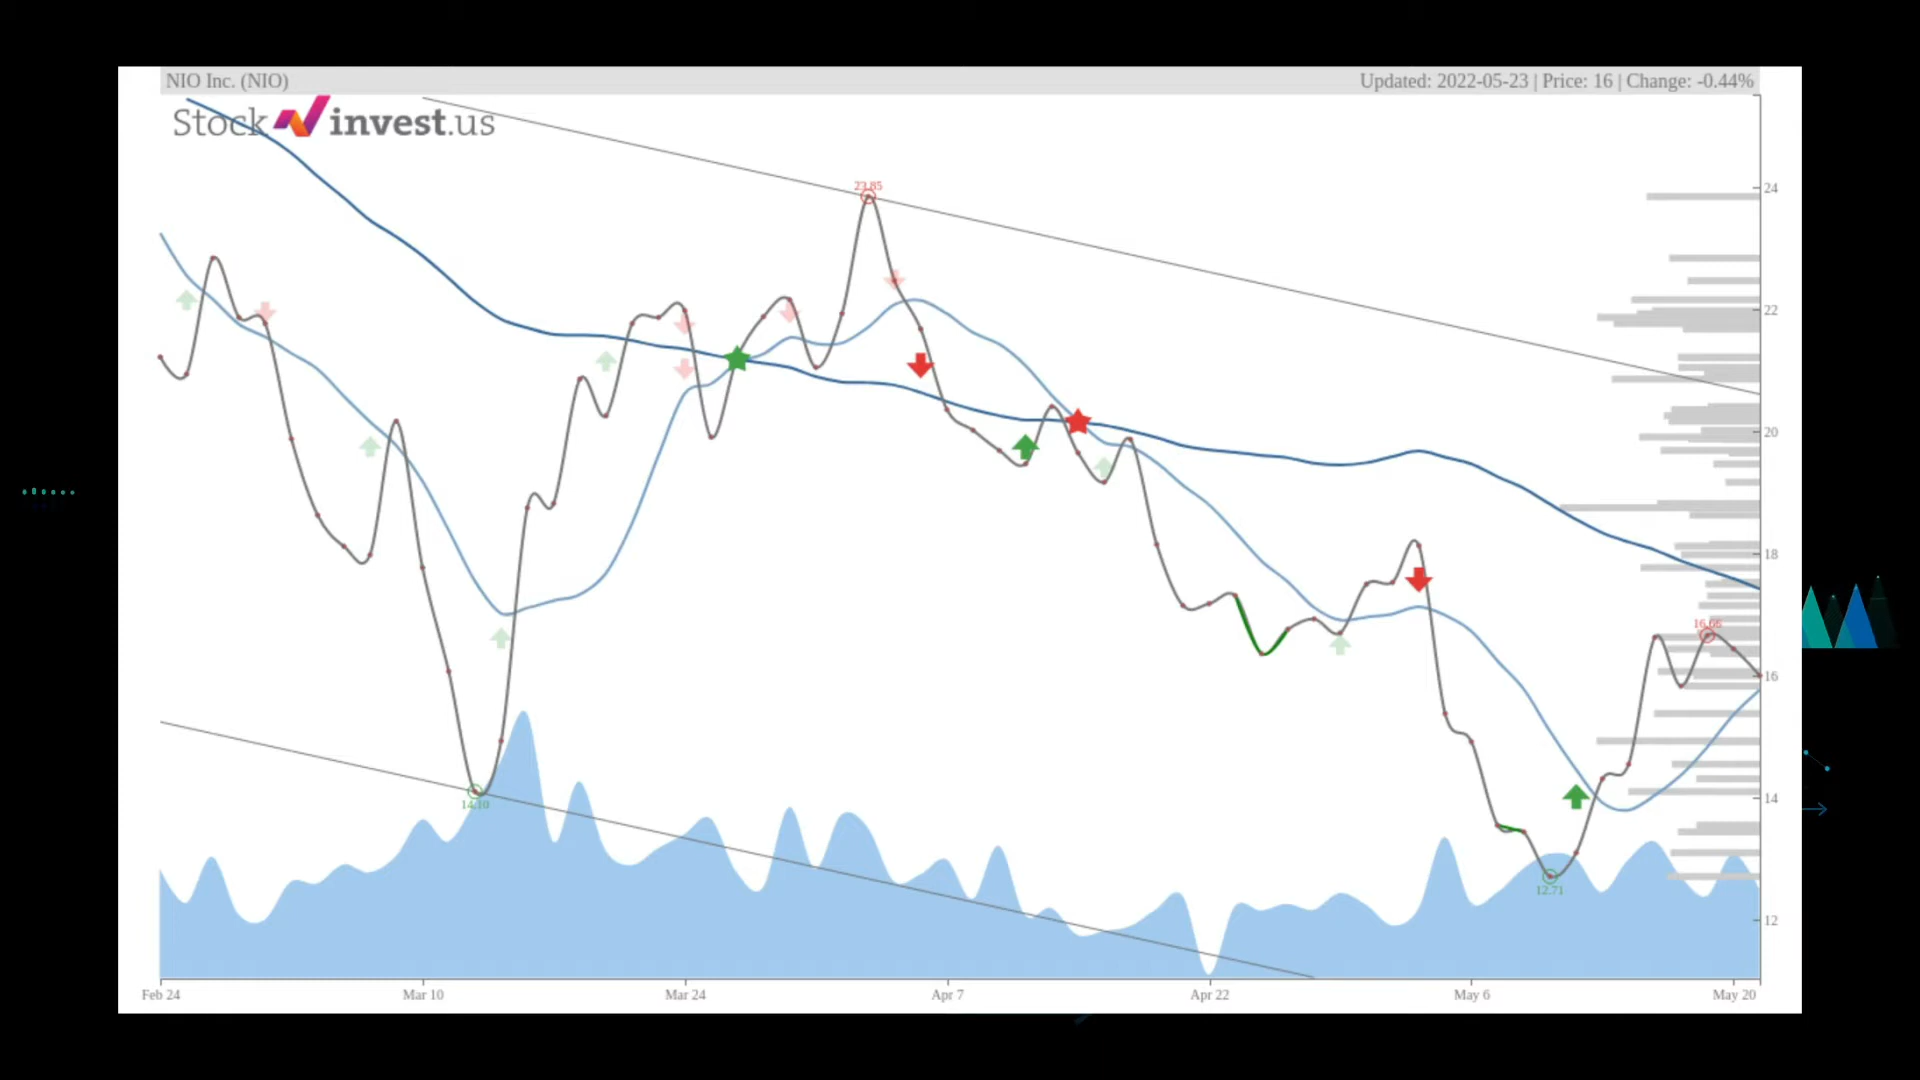 NIO Inc. (NIO)
Updated: 2022-05-23 | Price: 16 | Change: -0.44%
Stock invest.us
23.85
24
22
20
18
16.66
16
14.10
14
12.71
12
Feb 24
Mar 10
Mar 24
Apr 7
Apr 22
May 6
May 20